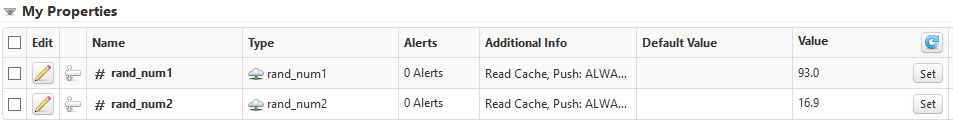 My Properties
Edit Name Type Alerts Additional Info Default Value Value
# rand_num1 rand_num1 0 Alerts Read Cache, Push: ALWA... 93.0 Set
# rand_num2 rand_num2 0 Alerts Read Cache, Push: ALWA... 16.9 Set